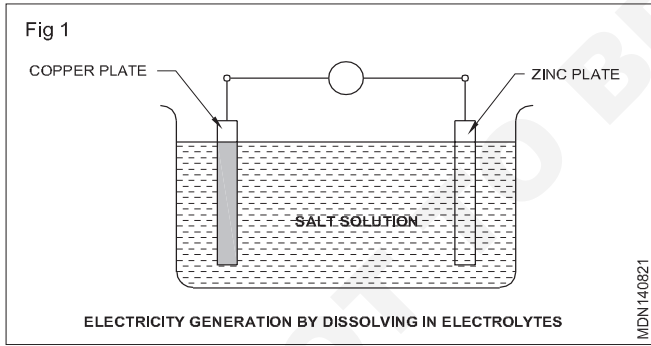 Fig 1
COPPER PLATE
ZINC PLATE
SALT SOLUTION
ELECTRICITY GENERATION BY DISSOLVING IN ELECTROLYTES
MDN140821